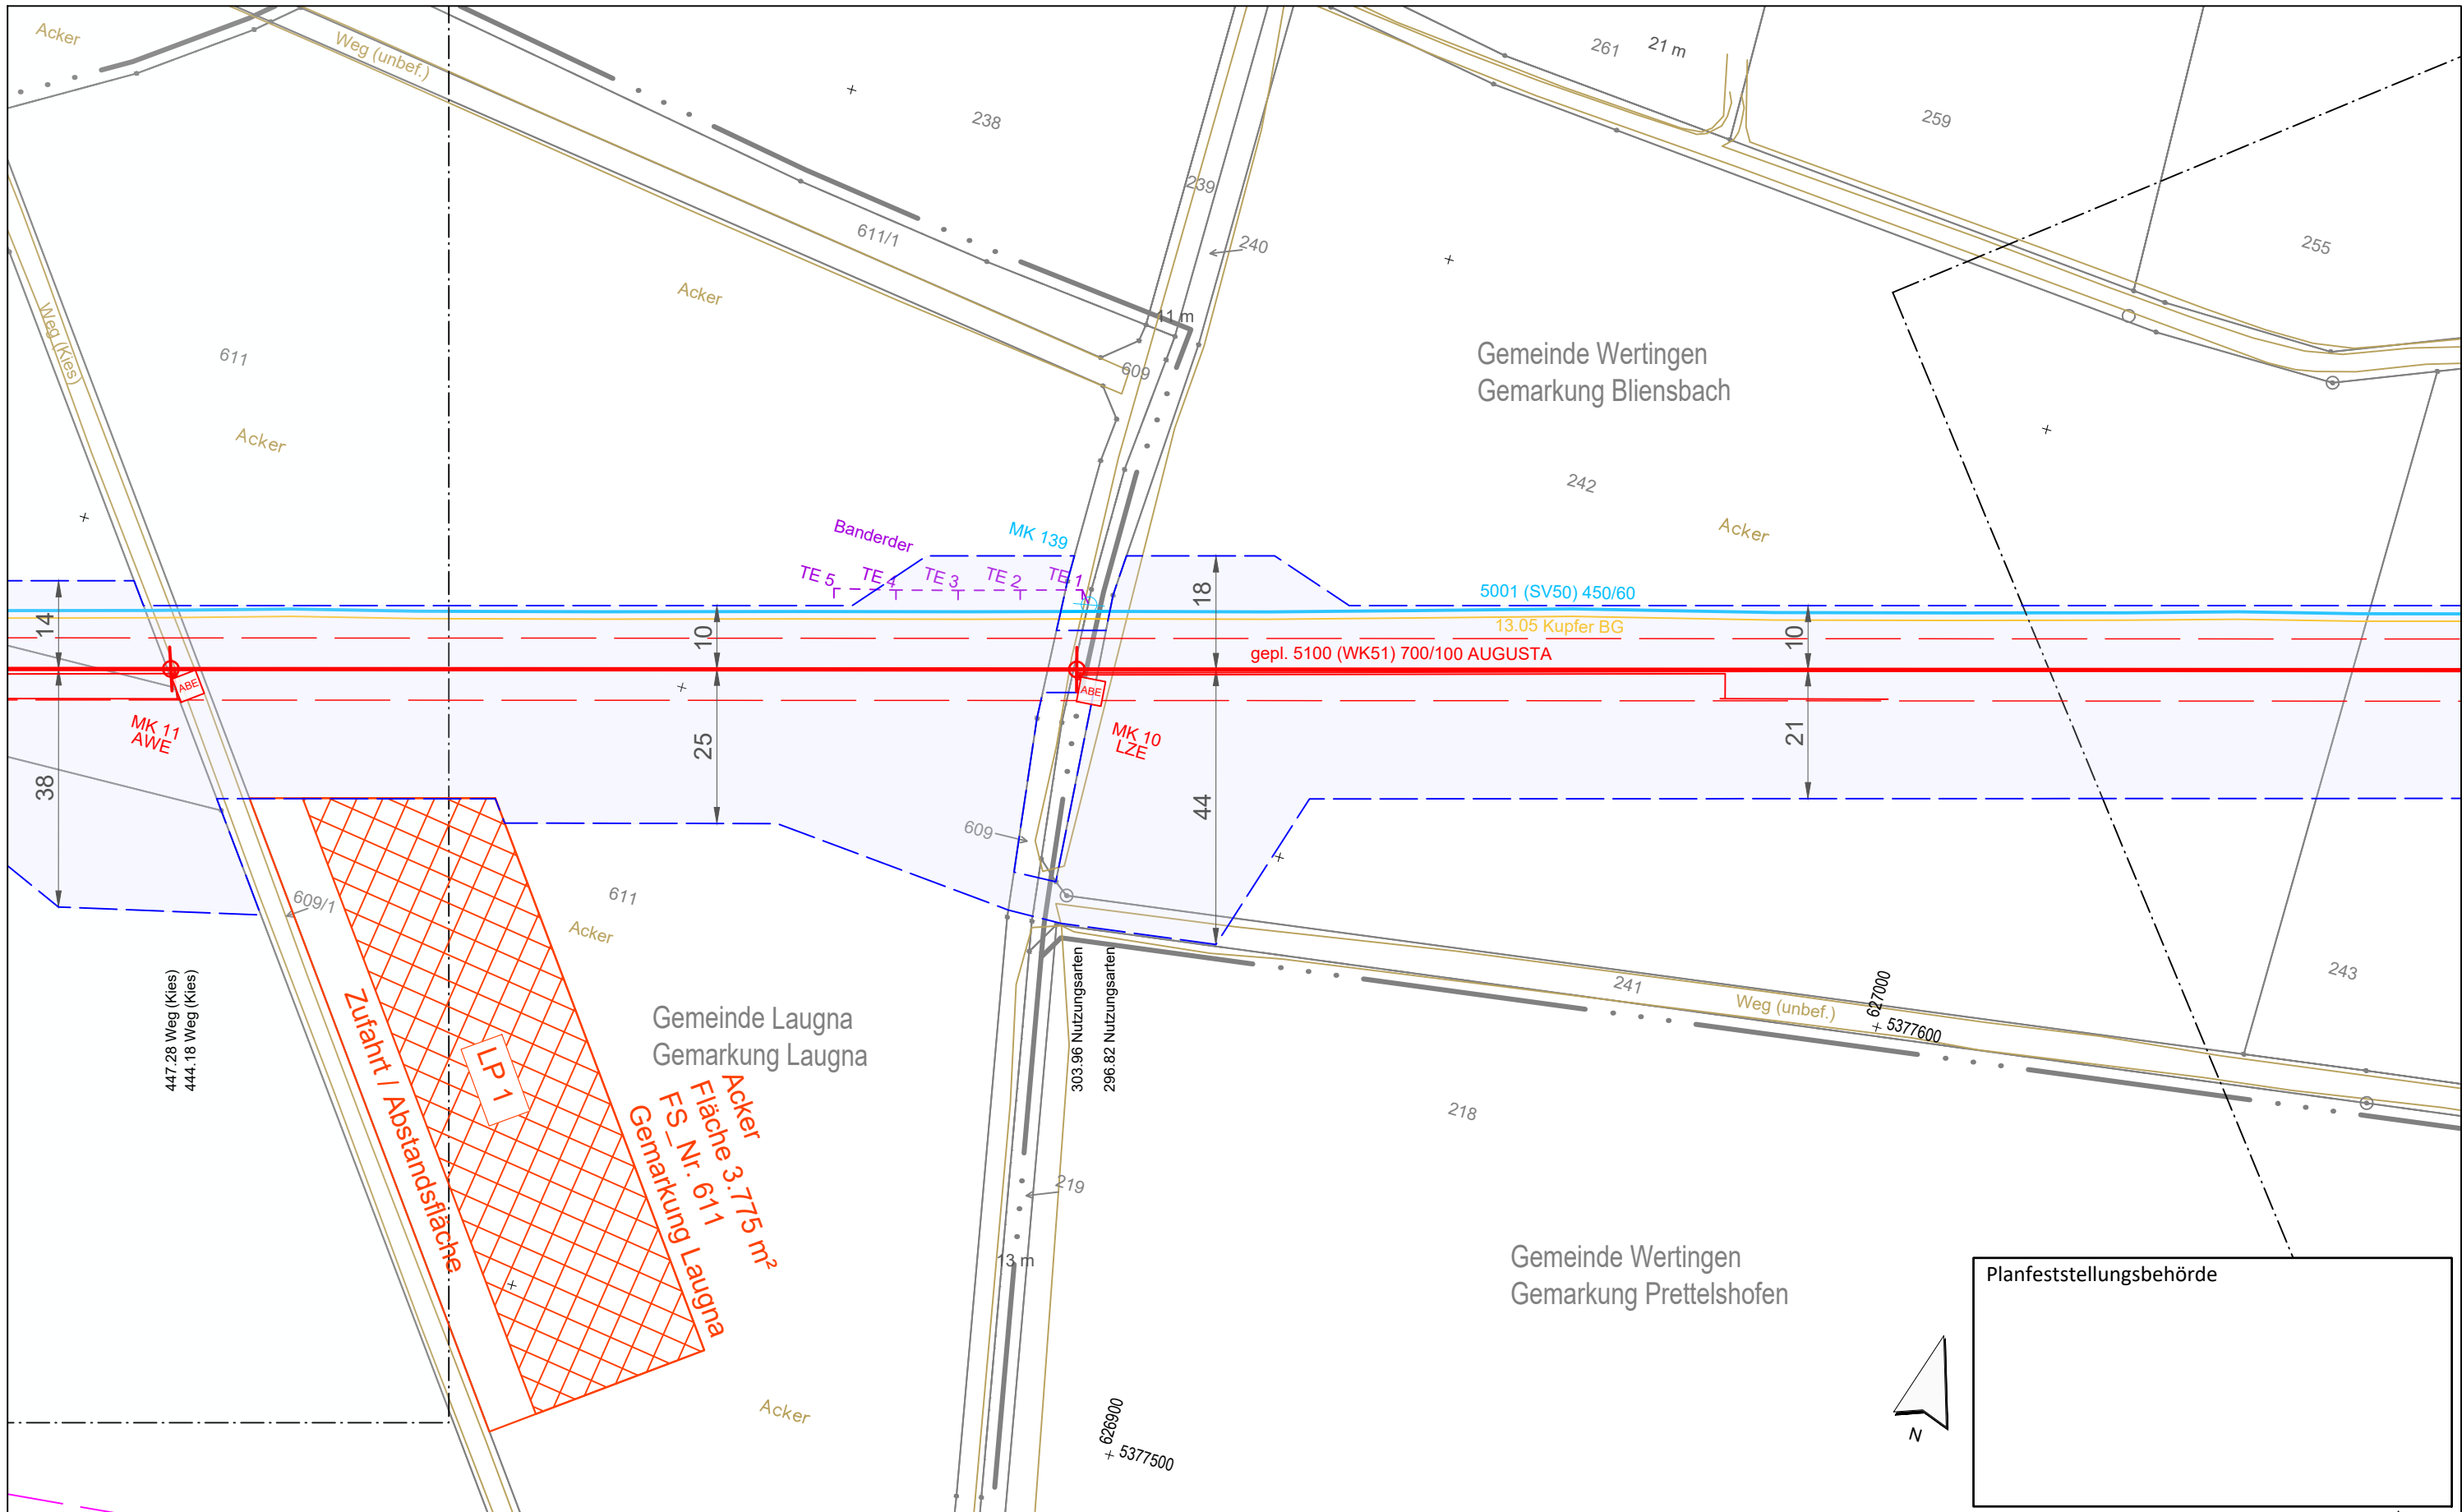 Acker
Weg (unbef.)
238
261
21 m
259
239
240
255
611/1
Acker
Weg (Kies)
611
11 m
609
Gemeinde Wertingen
Gemarkung Bliensbach
Acker
242
Acker
Banderder
MK 139
TE 5
TE 4
TE 3
TE 2
TE 1
18
5001 (SV50) 450/60
14
10
13.05 Kupfer BG
10
gepl. 5100 (WK51) 700/100 AUGUSTA
ABE
ABE
MK 11
AWE
MK 10
LZE
38
25
21
44
609
609/1
611
Acker
447.28 Weg (Kies)
444.18 Weg (Kies)
Zufahrt / Abstandsfläche
LP 1
Gemeinde Laugna
Gemarkung Laugna
Acker
Fläche 3.775 m²
FS_Nr. 611
Gemarkung Laugna
303.96 Nutzungsarten
296.82 Nutzungsarten
241
Weg (unbef.)
627000
5377600
243
218
219
13 m
Gemeinde Wertingen
Gemarkung Prettelshofen
Planfeststellungsbehörde
Acker
626900
5377500
N